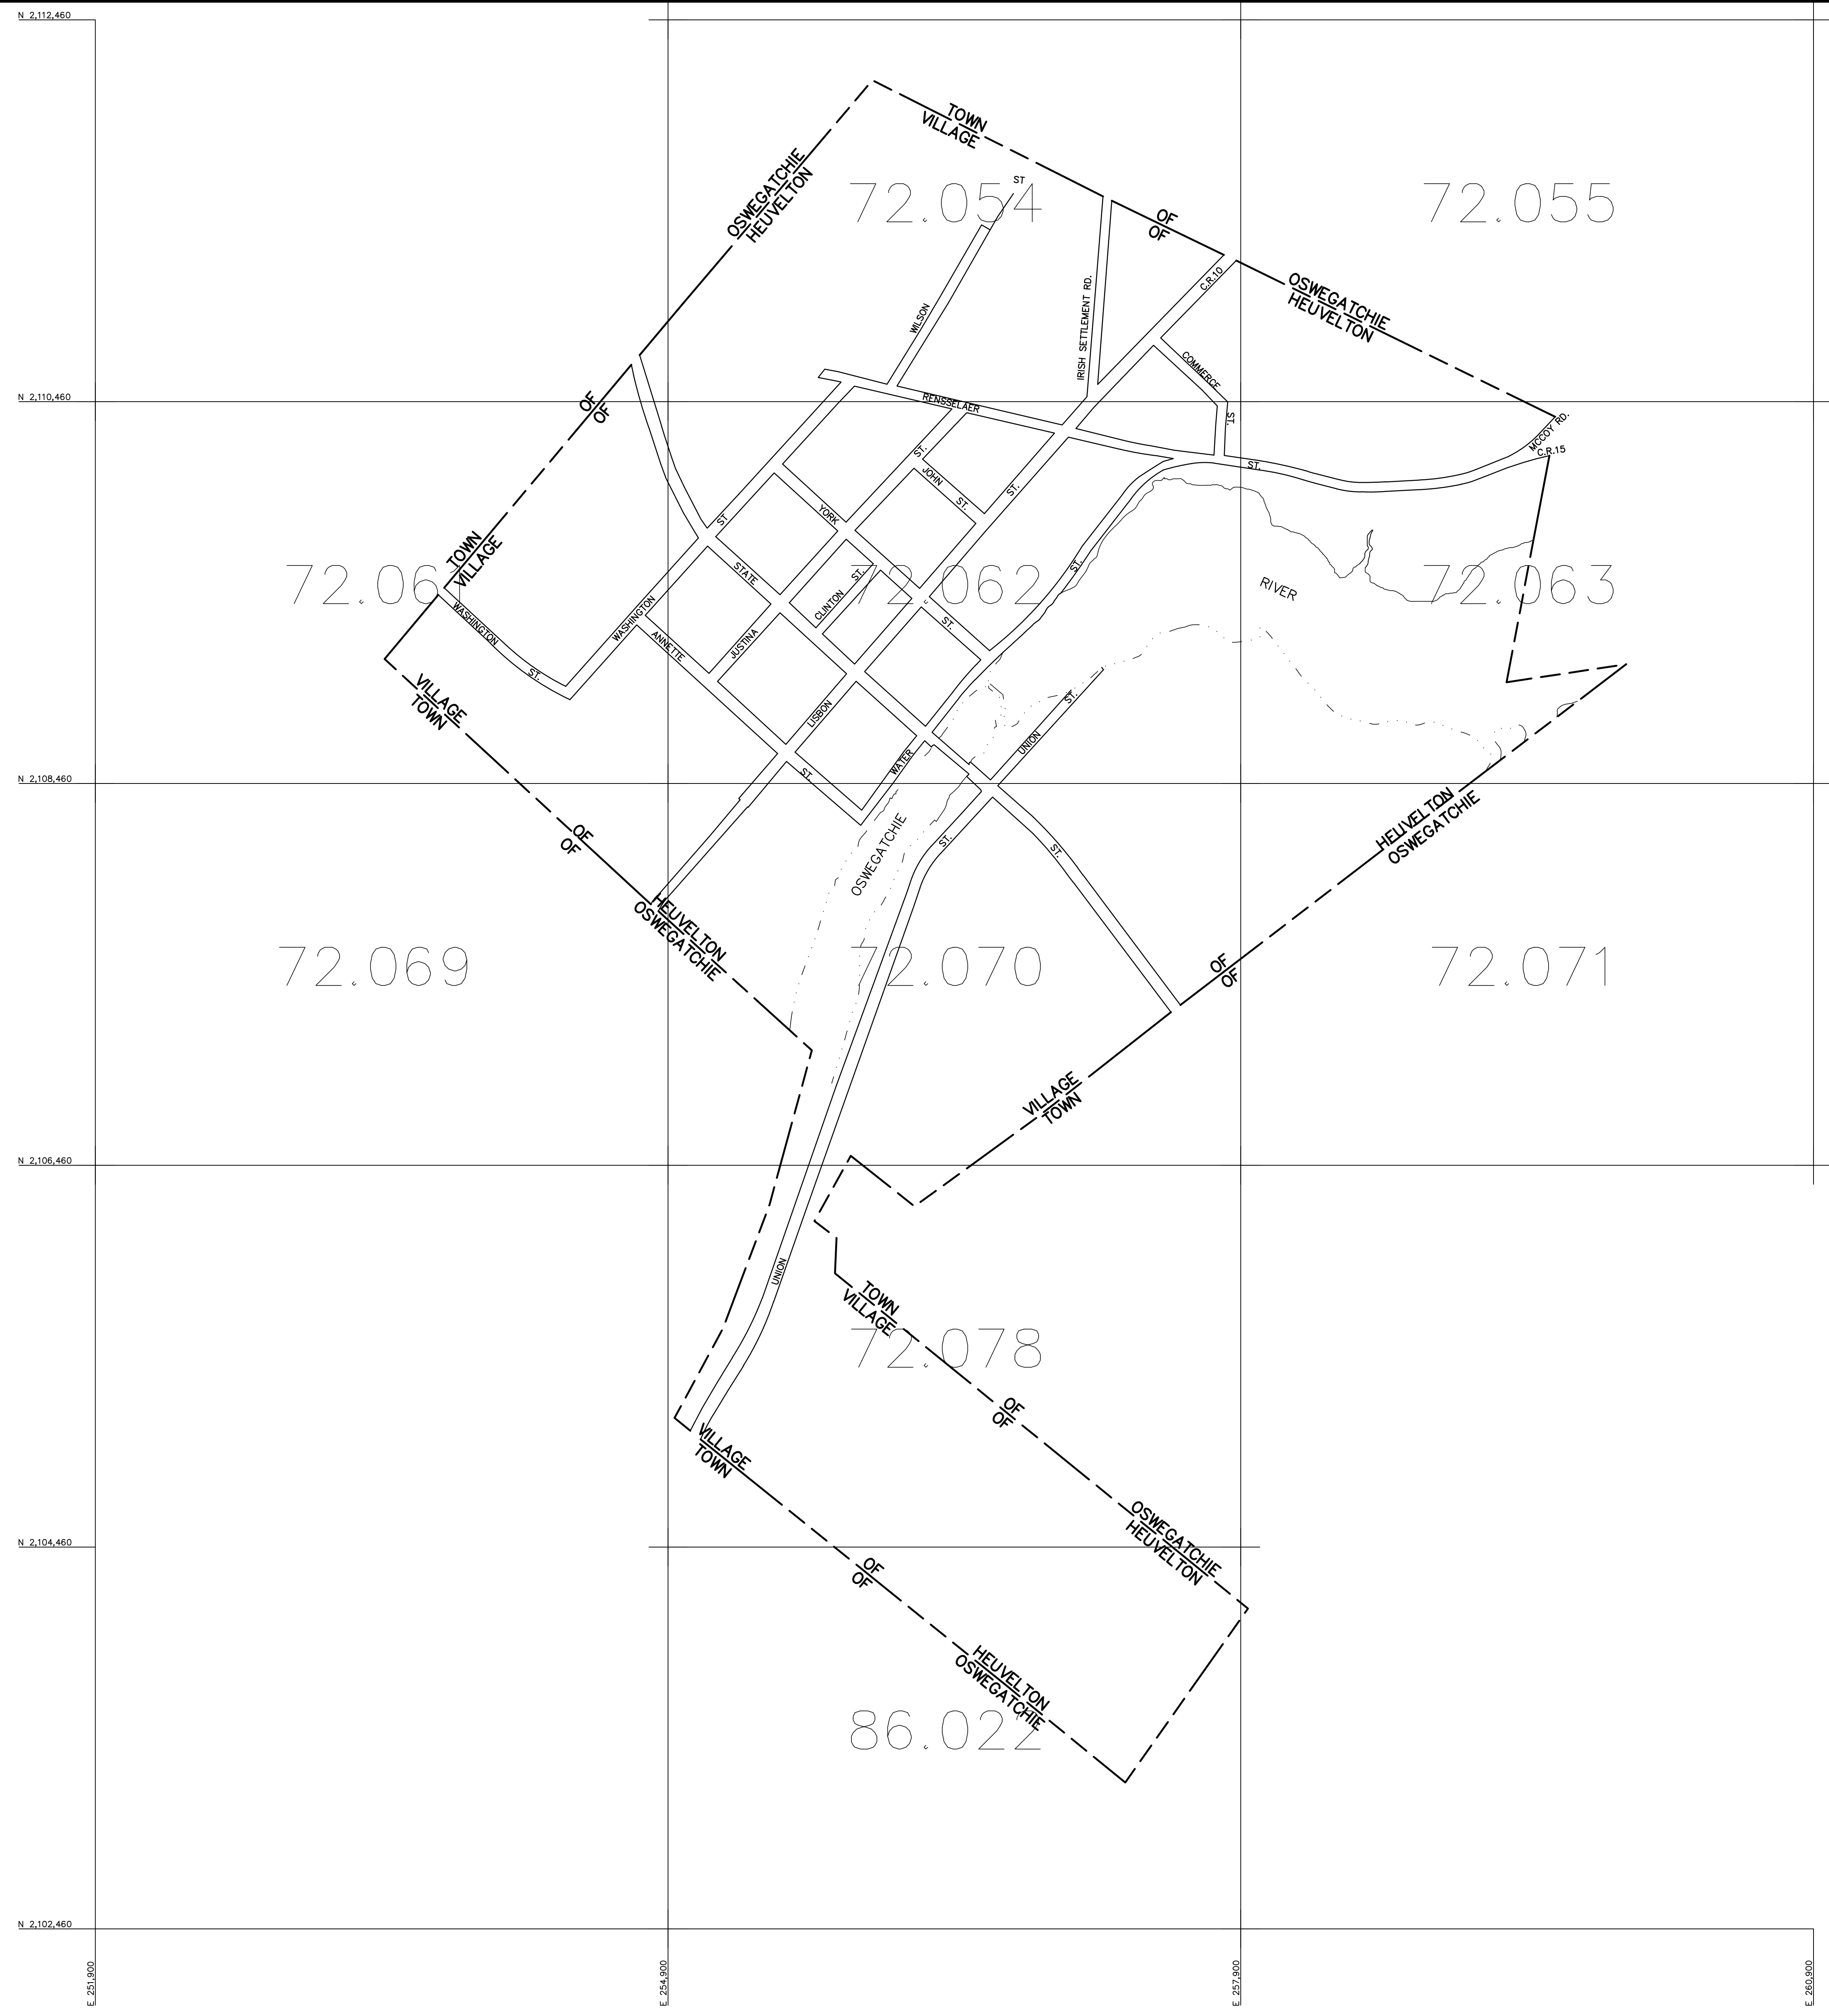 N 2,112,460
TOWN
VILLAGE
OSWEGATCHIE
HEUVELTON
ST
72.054
72.055
OF
OF
C.R.10
IRISH SETTLEMENT RD.
OSWEGATCHIE
HEUVELTON
WILSON
COMMERCE
ST.
N 2,110,460
OF
OF
RENSSELAER
ST.
MCCOY RD.
C.R.15
ST.
JOHN
ST.
ST.
YORK
ST
TOWN
VILLAGE
STATE
CLINTON
ST.
ST.
72.061
72.062
72.063
RIVER
WASHINGTON
ST.
WASHINGTON
ANNETTE
JUSTINA
ST.
VILLAGE
TOWN
LISBON
UNION
ST.
WATER
ST.
N 2,108,460
OF
OF
OSWEGATCHIE
ST.
ST.
HEUVELTON
OSWEGATCHIE
HEUVELTON
OSWEGATCHIE
72.069
72.070
72.071
OF
OF
VILLAGE
TOWN
N 2,106,460
UNION
TOWN
VILLAGE
72.078
OF
OF
VILLAGE
TOWN
OSWEGATCHIE
HEUVELTON
N 2,104,460
OF
OF
HEUVELTON
OSWEGATCHIE
86.022
N 2,102,460
E 251,900
E 254,900
E 257,900
E 260,900